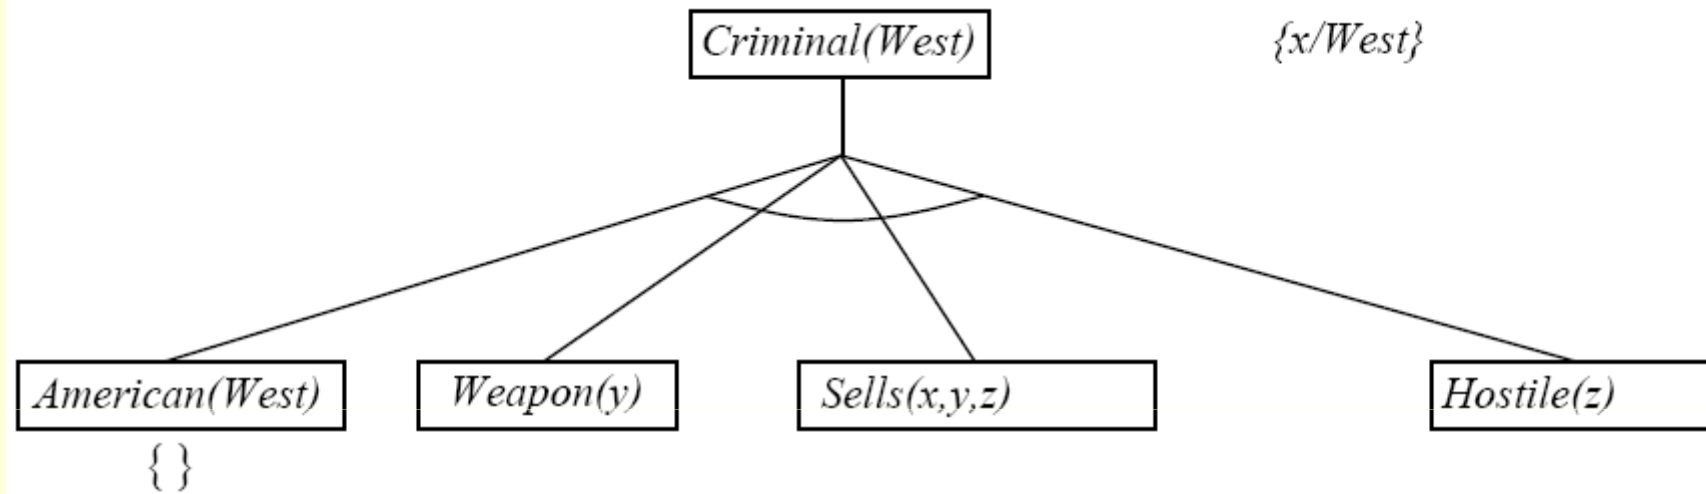 Criminal(West)
{x/West}
American(West)
Weapon(y)
Sells(x,y,z)
Hostile(z)
{ }